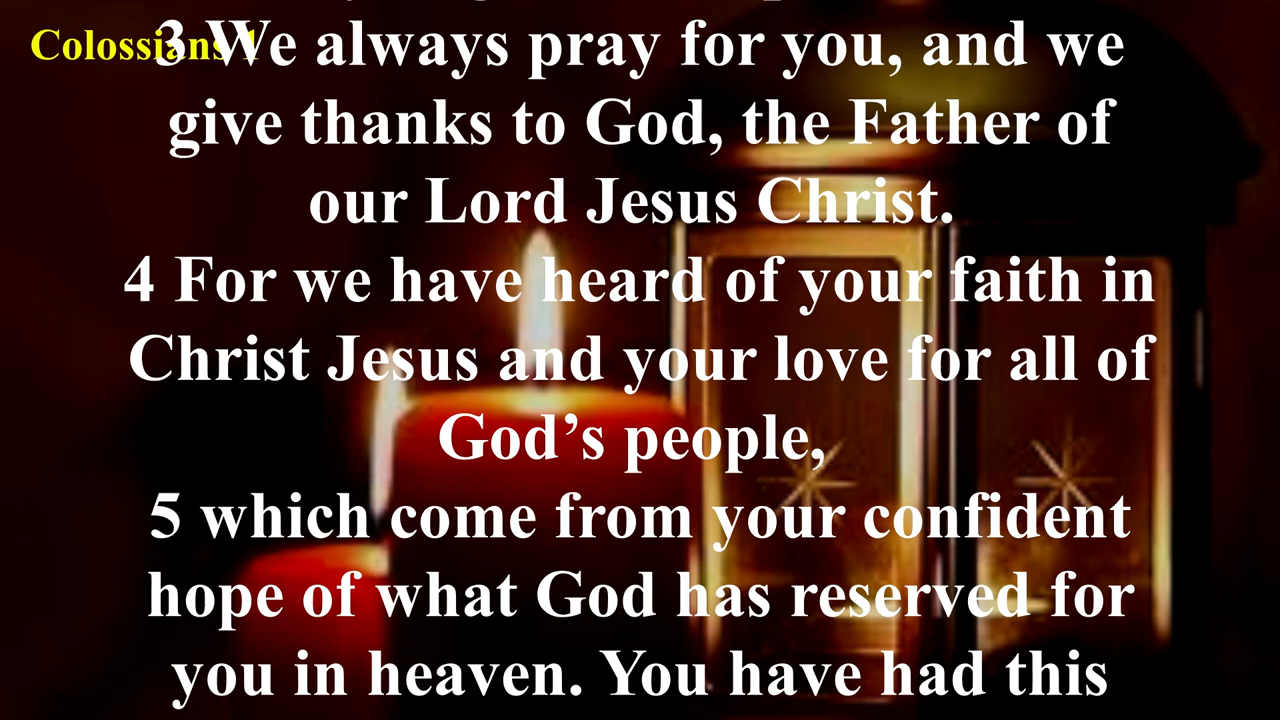 Colossians 1
3 We always pray for you, and we
give thanks to God, the Father of
our Lord Jesus Christ.
4 For we have heard of your faith in
Christ Jesus and your love for all of
God’s people,
5 which come from your confident
hope of what God has reserved for
you in heaven. You have had this